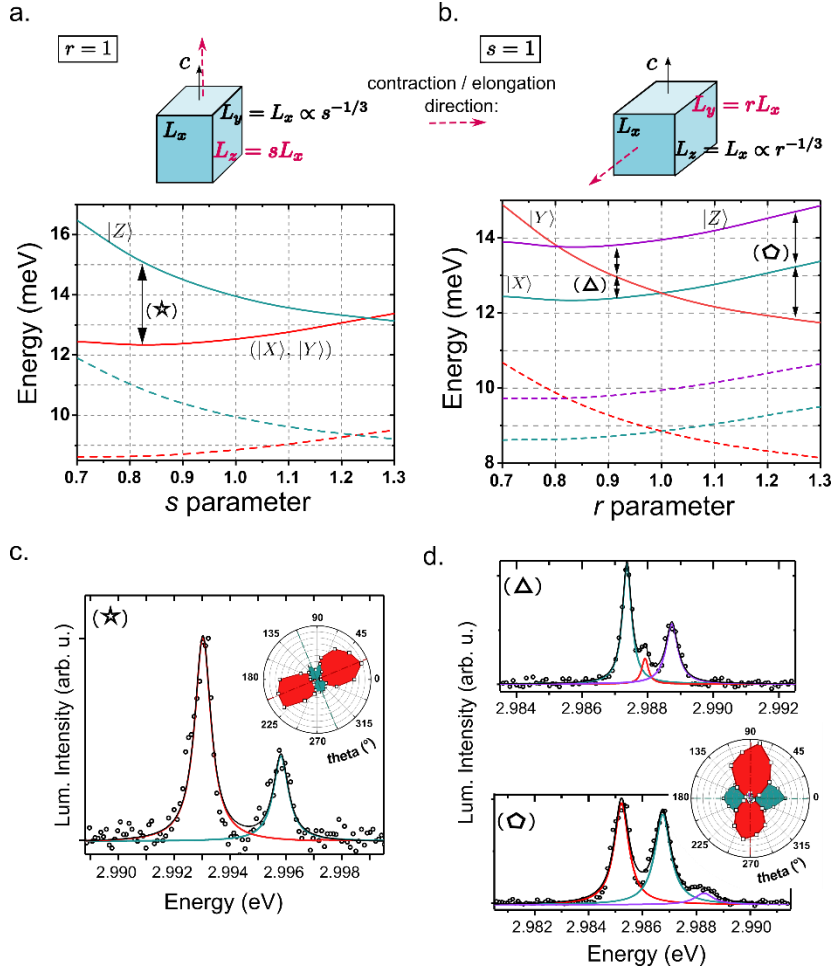 a.
r = 1
c
L_y = L_x ∝ s^{-1/3}
L_x
L_z = sL_x
contraction / elongation
direction:
b.
s = 1
c
L_y = rL_x
L_x
L_z = L_x ∝ r^{-1/3}
|Z⟩
(☆)
(|X⟩, |Y⟩)
Energy (meV)
16
14
12
10
0.7 0.8 0.9 1.0 1.1 1.2 1.3
s parameter
|Y⟩
|Z⟩
(⬠)
|X⟩
(△)
Energy (meV)
14
12
10
8
0.7 0.8 0.9 1.0 1.1 1.2 1.3
r parameter
c.
(☆)
90
135 45
180 0
225 315
270
theta (°)
Lum. Intensity (arb. u.)
2.990 2.992 2.994 2.996 2.998
Energy (eV)
d.
(△)
2.984 2.986 2.988 2.990 2.992
90
135 45
180 0
225 315
270
theta (°)
(⬠)
Lum. Intensity (arb. u.)
2.982 2.984 2.986 2.988 2.990
Energy (eV)